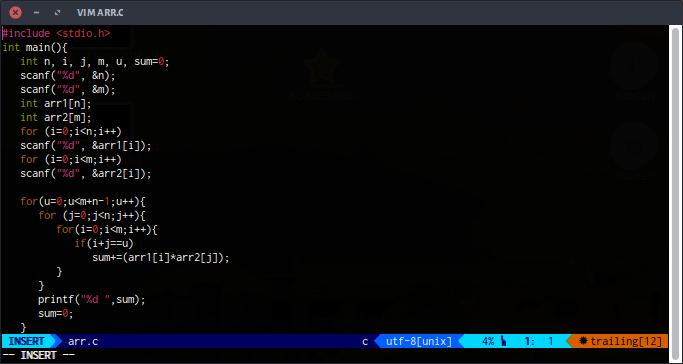 VIM ARR.C
#include <stdio.h>
int main(){
int n, i, j, m, u, sum=0;
scanf("%d", &n);
scanf("%d", &m);
int arr1[n];
int arr2[m];
for (i=0;i<n;i++)
scanf("%d", &arr1[i]);
for (i=0;i<m;i++)
scanf("%d", &arr2[i]);
for(u=0;u<m+n-1;u++){
for (j=0;j<n;j++){
for(i=0;i<m;i++){
if(i+j==u)
sum+=(arr1[i]*arr2[j]);
}
}
printf("%d ",sum);
sum=0;
}
INSERT arr.c c utf-8[unix] 4% 1: 1 trailing[12]
-- INSERT --